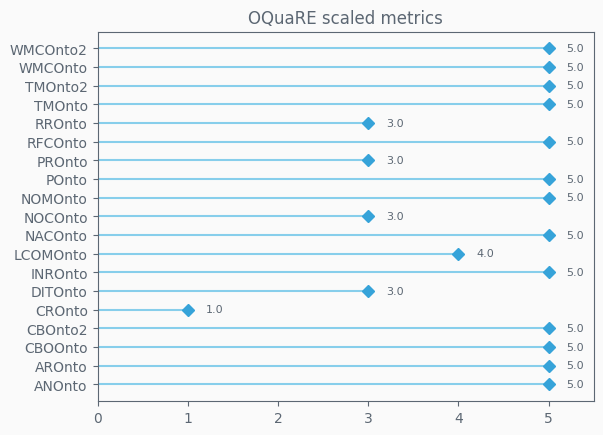 OQuaRE scaled metrics
WMCOnto2 5.0
WMCOnto 5.0
TMOnto2 5.0
TMOnto 5.0
RROnto 3.0
RFCOnto 5.0
PROnto 3.0
POnto 5.0
NOMOnto 5.0
NOCOnto 3.0
NACOnto 5.0
LCOMOnto 4.0
INROnto 5.0
DITOnto 3.0
CROnto 1.0
CBOnto2 5.0
CBOOnto 5.0
AROnto 5.0
ANOnto 5.0
0 1 2 3 4 5